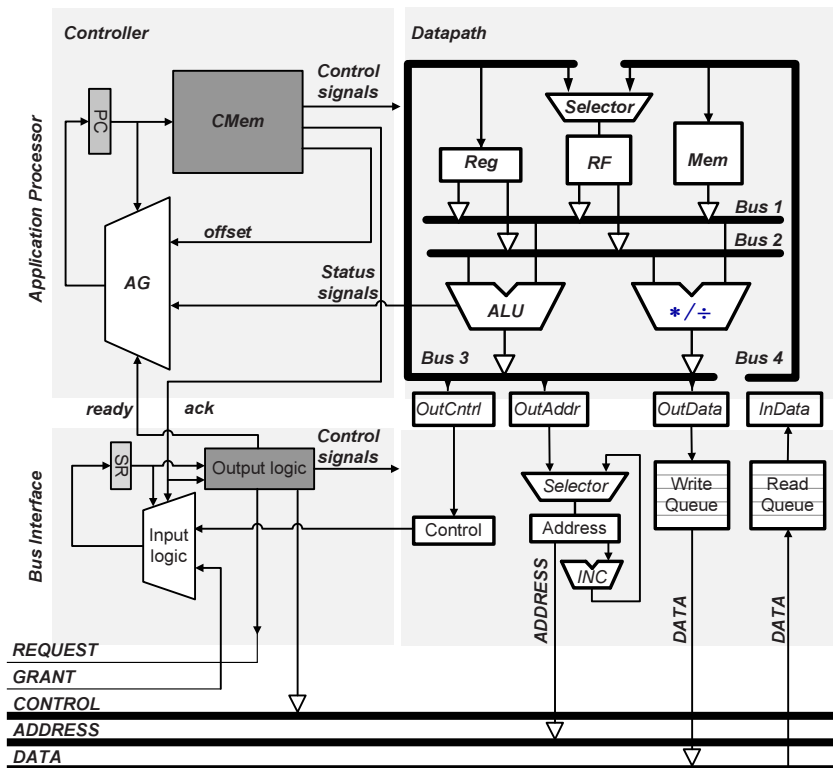 Controller
Datapath
Application Processor
PC
CMem
Control
signals
Selector
Reg
RF
Mem
Bus 1
Bus 2
offset
AG
Status
signals
ALU
*/÷
Bus 3
Bus 4
ready
ack
OutCntrl
OutAddr
OutData
InData
Bus Interface
SR
Output logic
Control
signals
Input
logic
Control
Selector
Address
INC
Write
Queue
Read
Queue
ADDRESS
DATA
DATA
REQUEST
GRANT
CONTROL
ADDRESS
DATA